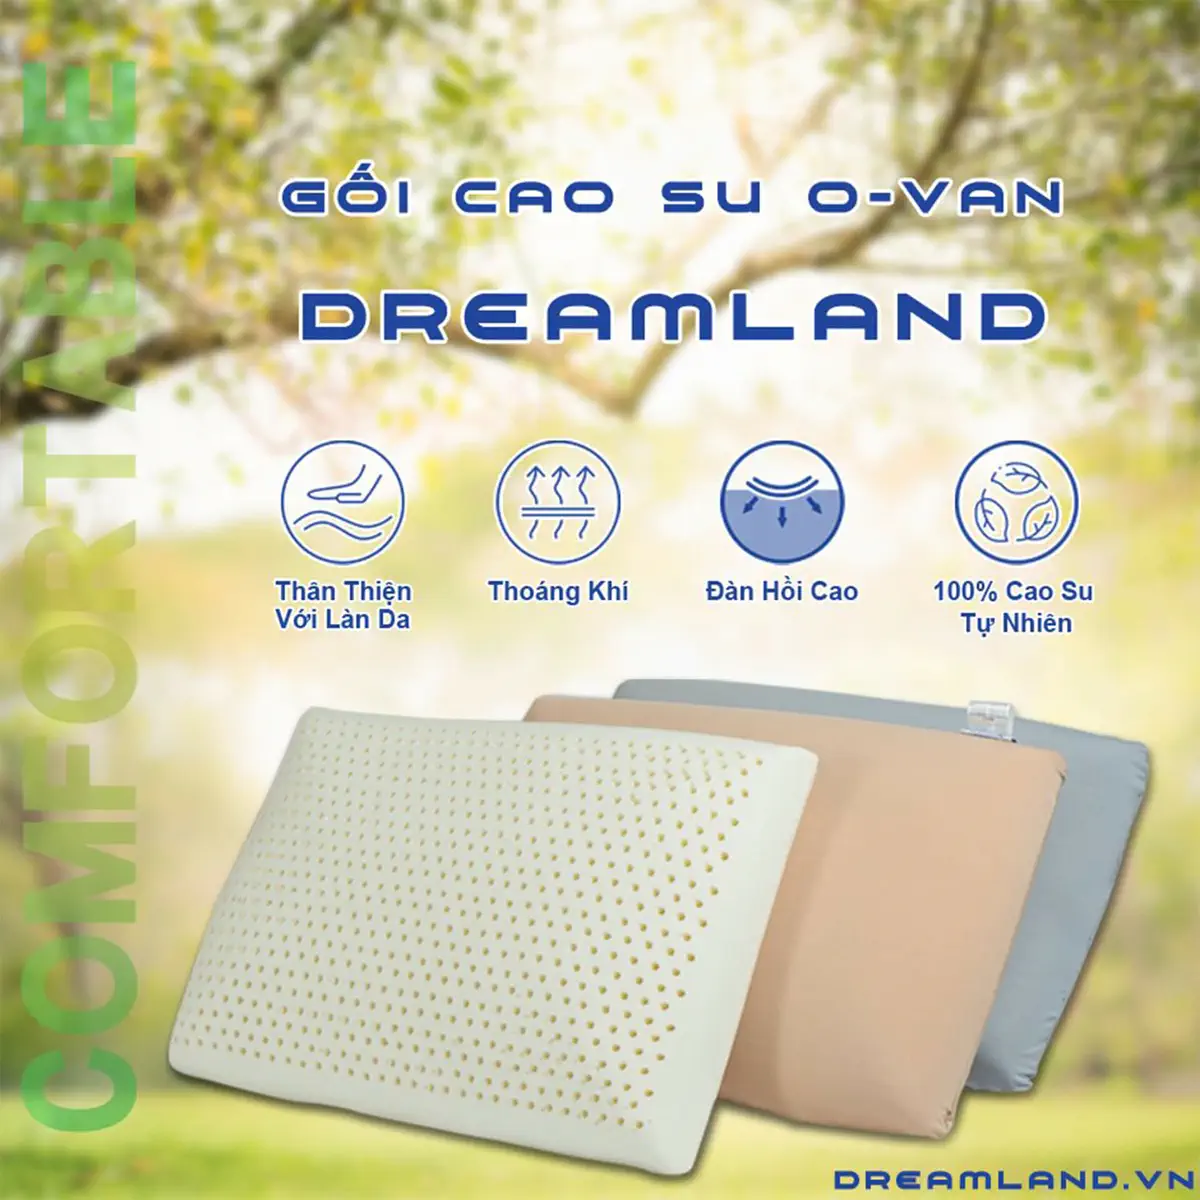 COMFORTABLE
GỐI CAO SU O-VAN
DREAMLAND
Thân Thiện
Với Làn Da
Thoáng Khí
Đàn Hồi Cao
100% Cao Su
Tự Nhiên
DREAMLAND.VN